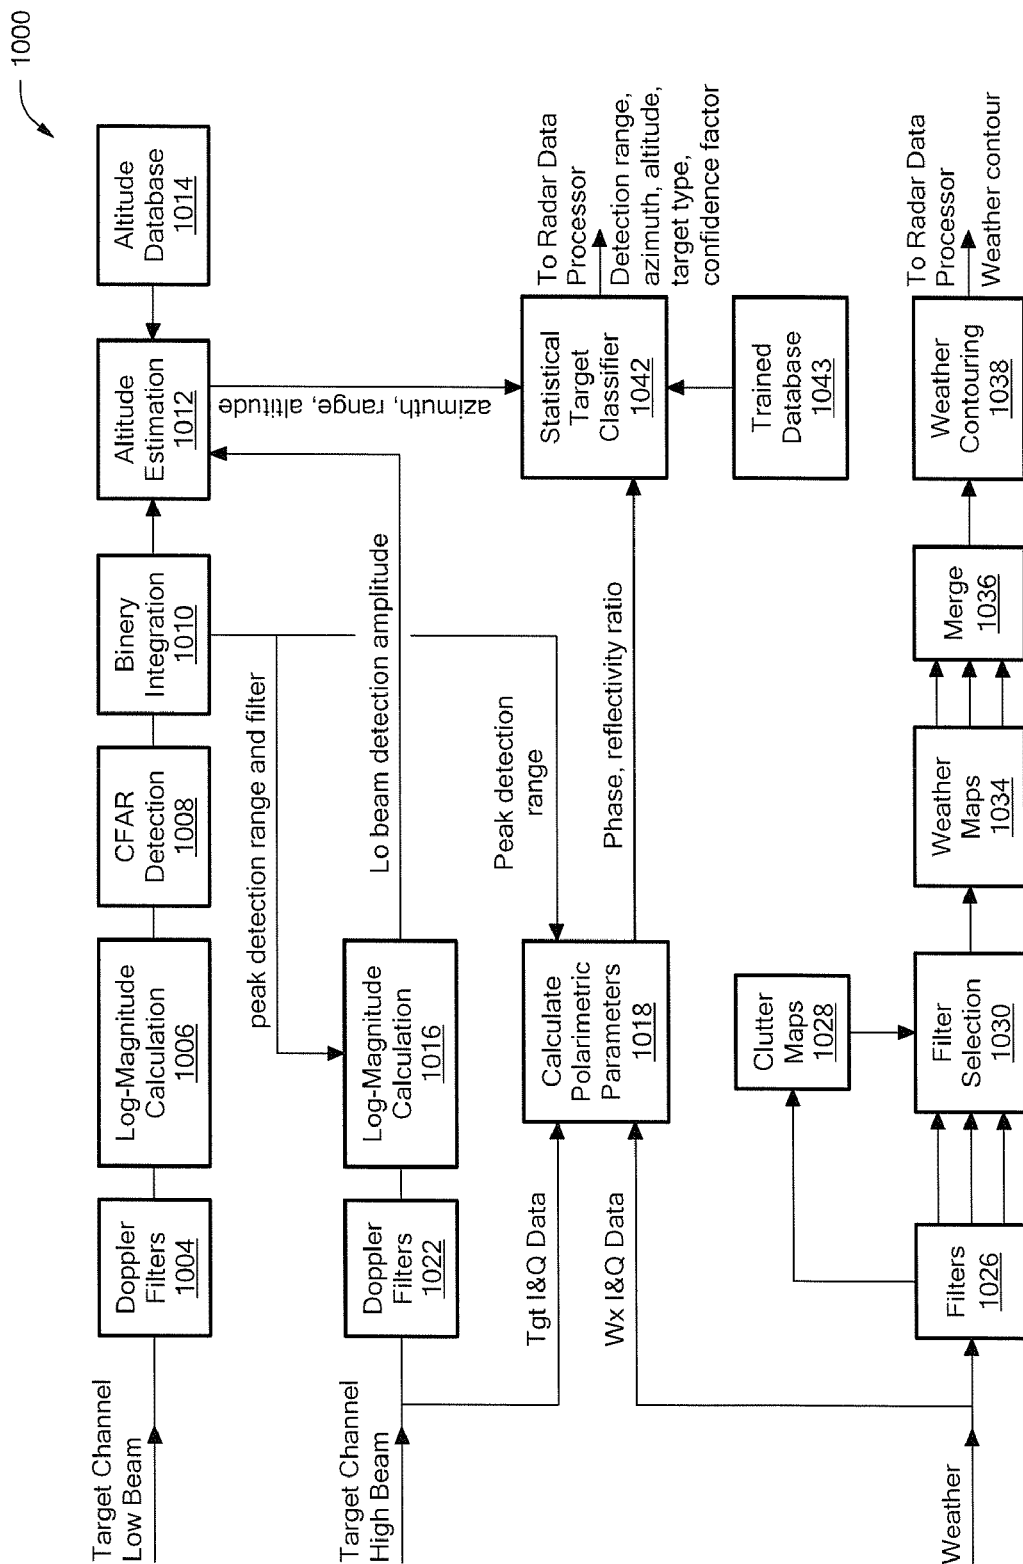 1000
Target Channel
Low Beam
Doppler
Filters
1004
Log-Magnitude
Calculation
1006
CFAR
Detection
1008
Binery
Integration
1010
Altitude
Estimation
1012
Altitude
Database
1014
peak detection range and filter
azimuth, range, altitude
Target Channel
High Beam
Doppler
Filters
1022
Log-Magnitude
Calculation
1016
Lo beam detection amplitude
Peak detection
range
Tgt I&Q Data
Wx I&Q Data
Calculate
Polarimetric
Parameters
1018
Phase, reflectivity ratio
Statistical
Target
Classifier
1042
To Radar Data
Processor
Detection range,
azimuth, altitude,
target type,
confidence factor
Trained
Database
1043
Weather
Filters
1026
Clutter
Maps
1028
Filter
Selection
1030
Weather
Maps
1034
Merge
1036
Weather
Contouring
1038
To Radar Data
Processor
Weather contour